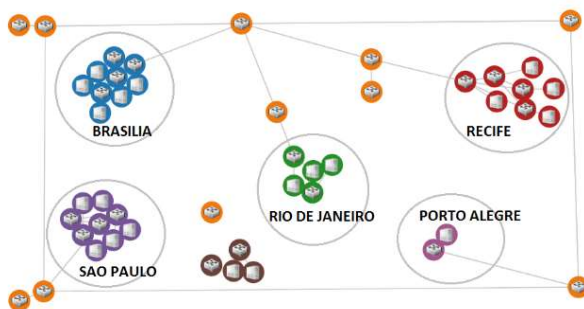 BRASILIA
RECIFE
RIO DE JANEIRO
PORTO ALEGRE
SAO PAULO